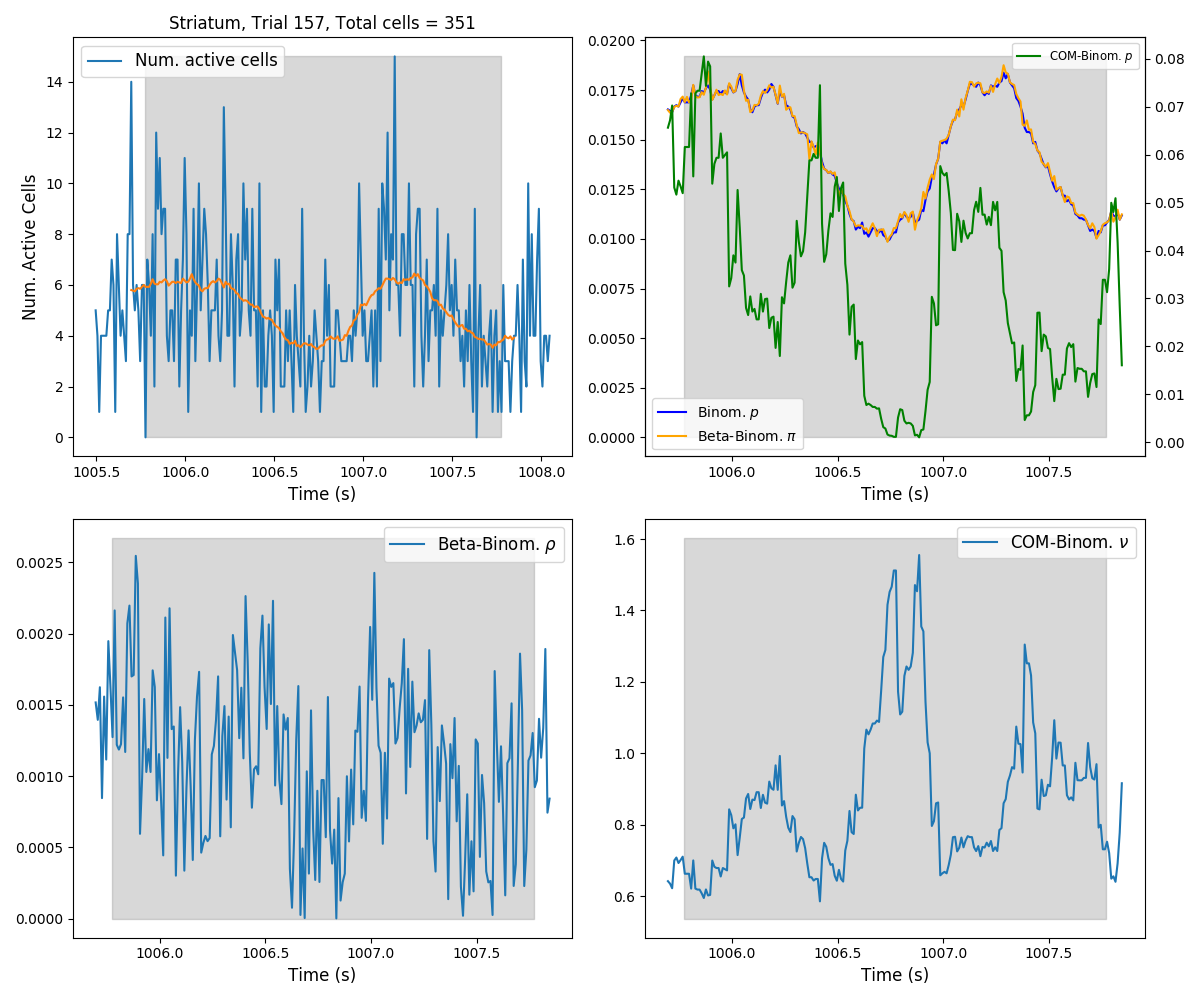 Striatum, Trial 157, Total cells = 351
Num. active cells
Num. Active Cells
14
12
10
8
6
4
2
0
1005.5 1006.0 1006.5 1007.0 1007.5 1008.0
Time (s)
COM-Binom. p
0.0200
0.0175
0.0150
0.0125
0.0100
0.0075
0.0050
0.0025
0.0000
0.08
0.07
0.06
0.05
0.04
0.03
0.02
0.01
0.00
Binom. p
Beta-Binom. π
1006.0 1006.5 1007.0 1007.5
Time (s)
Beta-Binom. ρ
0.0025
0.0020
0.0015
0.0010
0.0005
0.0000
1006.0 1006.5 1007.0 1007.5
Time (s)
COM-Binom. ν
1.6
1.4
1.2
1.0
0.8
0.6
1006.0 1006.5 1007.0 1007.5
Time (s)